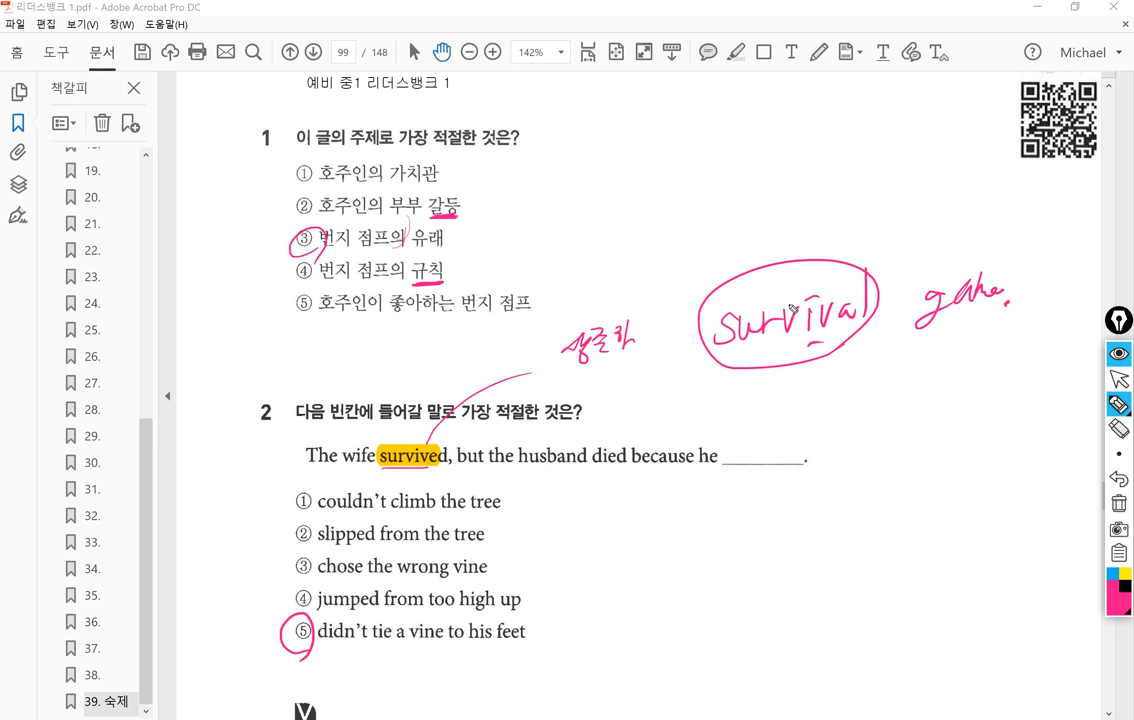 리더스뱅크 1.pdf - Adobe Acrobat Pro DC
파일 편집 보기(V) 창(W) 도움말(H)
홈 도구 문서 99 / 148 142% Michael
책갈피
19.
20.
21.
22.
23.
24.
25.
26.
27.
28.
29.
30.
31.
32.
33.
34.
35.
36.
37.
38.
39. 숙제
예비 중1 리더스뱅크 1
1 이 글의 주제로 가장 적절한 것은?
① 호주인의 가치관
② 호주인의 부부 갈등
③ 번지 점프의 유래
④ 번지 점프의 규칙
⑤ 호주인이 좋아하는 번지 점프
survival game.
2 다음 빈칸에 들어갈 말로 가장 적절한 것은?
The wife survived, but the husband died because he ________.
① couldn't climb the tree
② slipped from the tree
③ chose the wrong vine
④ jumped from too high up
⑤ didn't tie a vine to his feet